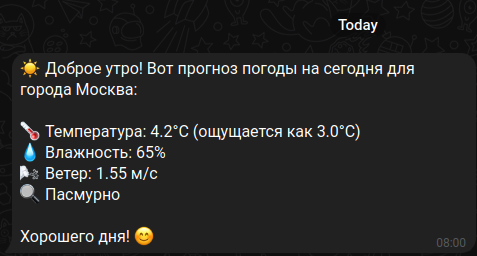 Today
☀️ Доброе утро! Вот прогноз погоды на сегодня для
города Москва:
🌡️ Температура: 4.2°C (ощущается как 3.0°C)
💧 Влажность: 65%
🌬️ Ветер: 1.55 м/с
🔍 Пасмурно
Хорошего дня! 😊
08:00